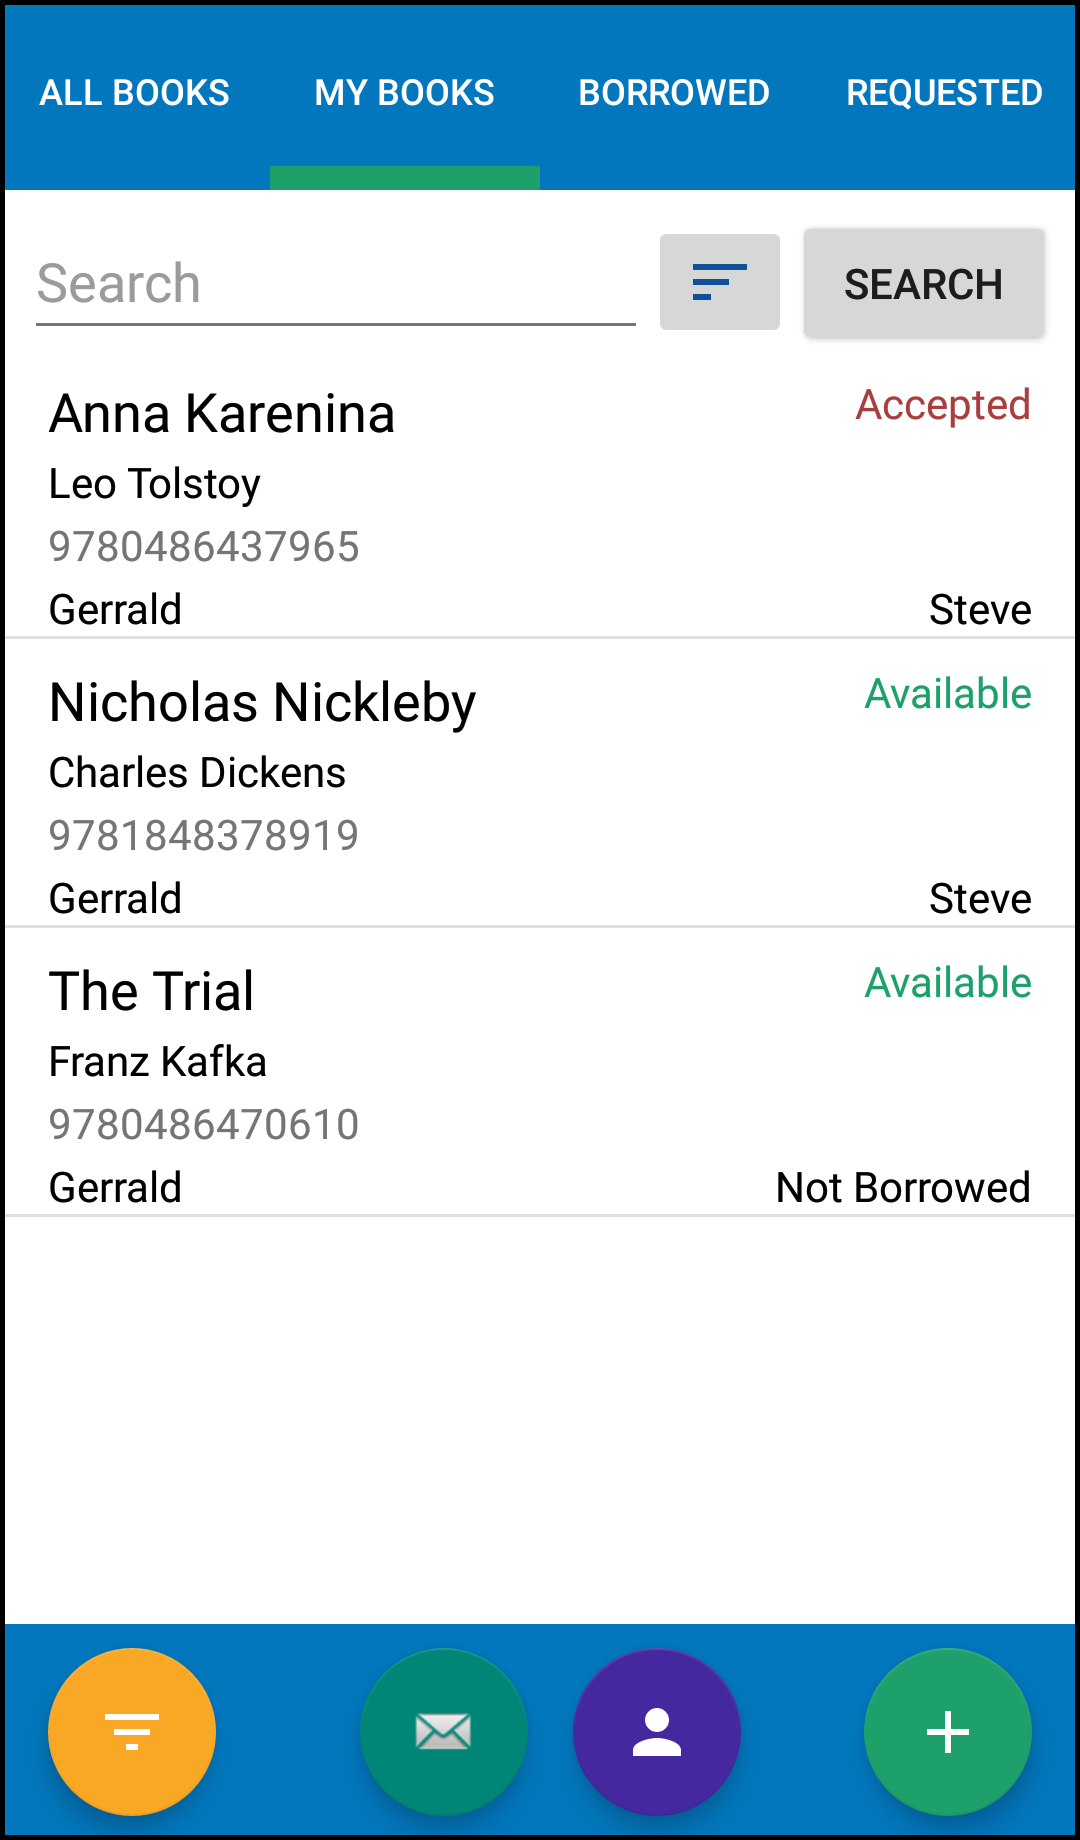 ALL BOOKS MY BOOKS BORROWED REQUESTED
Search SEARCH
Anna Karenina Accepted
Leo Tolstoy
9780486437965
Gerrald Steve
Nicholas Nickleby Available
Charles Dickens
9781848378919
Gerrald Steve
The Trial Available
Franz Kafka
9780486470610
Gerrald Not Borrowed